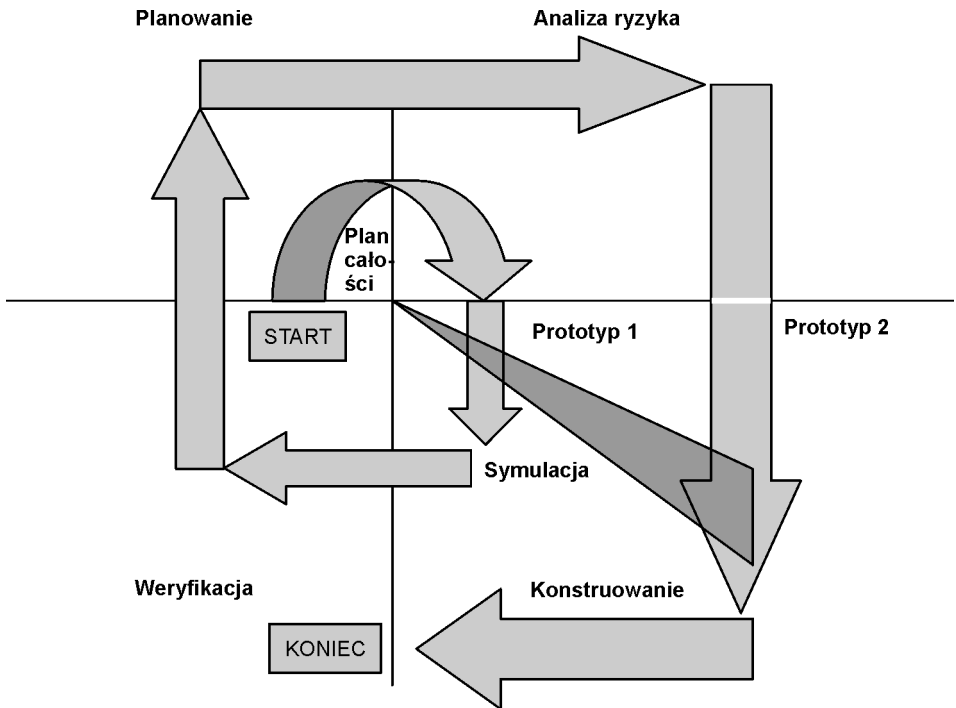 Planowanie
Analiza ryzyka
Plan
cało-
ści
START
Prototyp 1
Prototyp 2
Symulacja
Weryfikacja
Konstruowanie
KONIEC